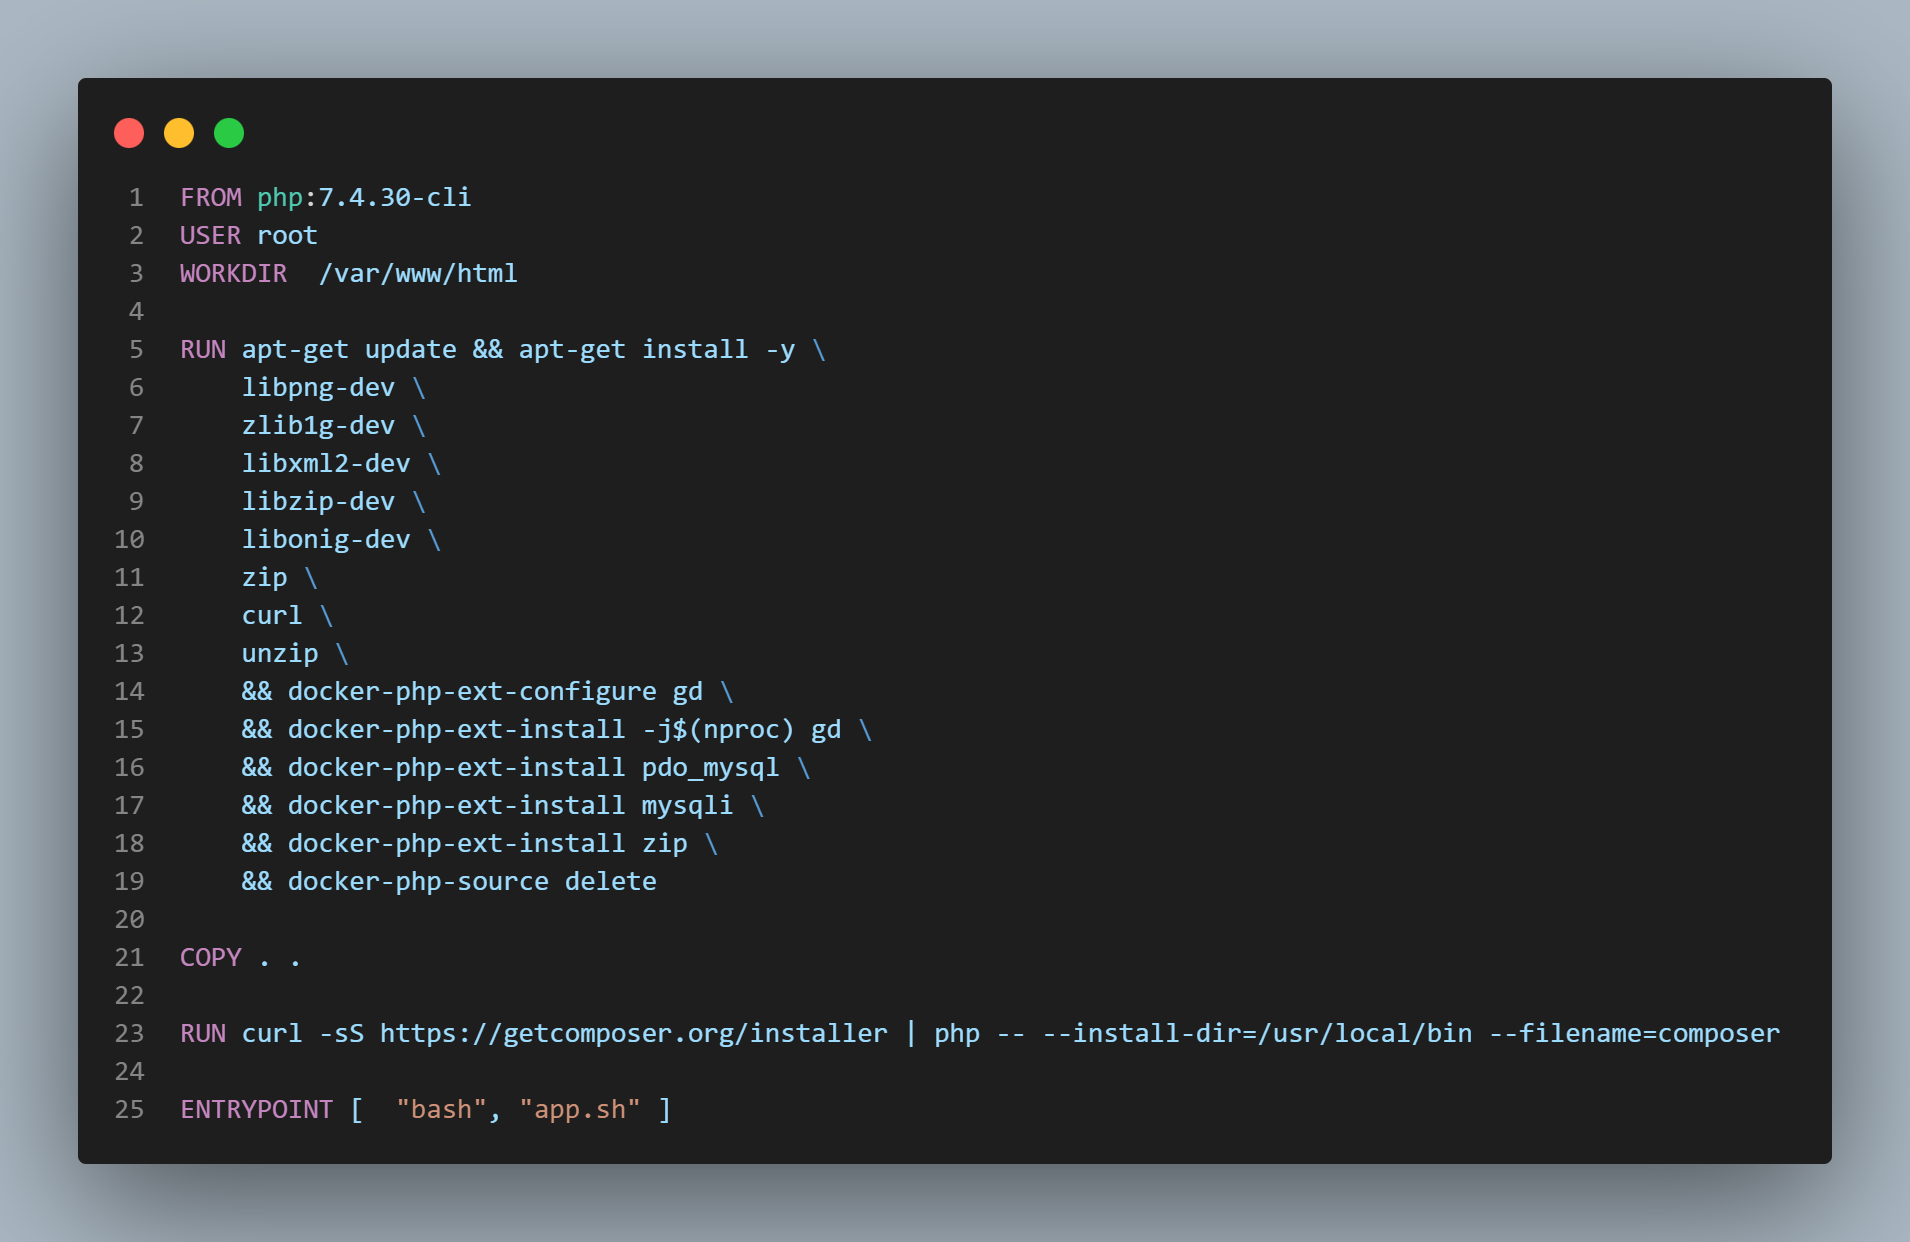 1 FROM php:7.4.30-cli
2 USER root
3 WORKDIR  /var/www/html
4
5 RUN apt-get update && apt-get install -y \
6     libpng-dev \
7     zlib1g-dev \
8     libxml2-dev \
9     libzip-dev \
10     libonig-dev \
11     zip \
12     curl \
13     unzip \
14     && docker-php-ext-configure gd \
15     && docker-php-ext-install -j$(nproc) gd \
16     && docker-php-ext-install pdo_mysql \
17     && docker-php-ext-install mysqli \
18     && docker-php-ext-install zip \
19     && docker-php-source delete
20
21 COPY . .
22
23 RUN curl -sS https://getcomposer.org/installer | php -- --install-dir=/usr/local/bin --filename=composer
24
25 ENTRYPOINT [  "bash", "app.sh" ]